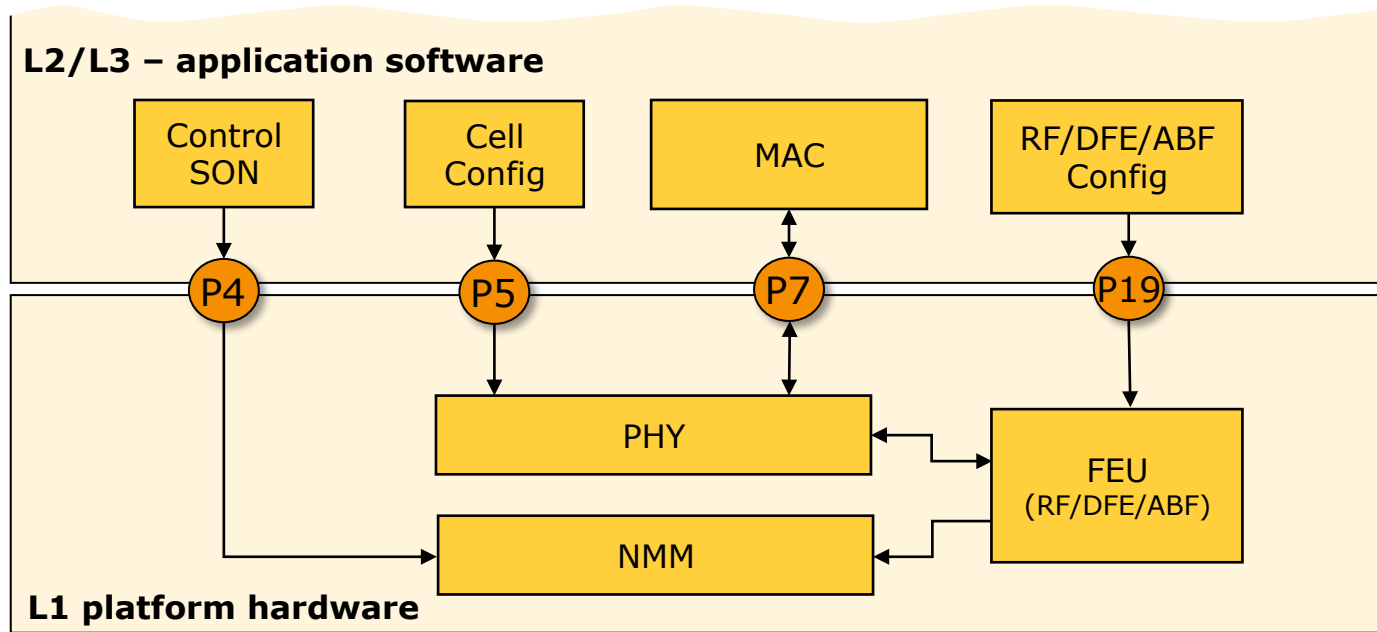 L2/L3 – application software
Control
SON
Cell
Config
MAC
RF/DFE/ABF
Config
P4
P5
P7
P19
PHY
FEU
(RF/DFE/ABF)
NMM
L1 platform hardware